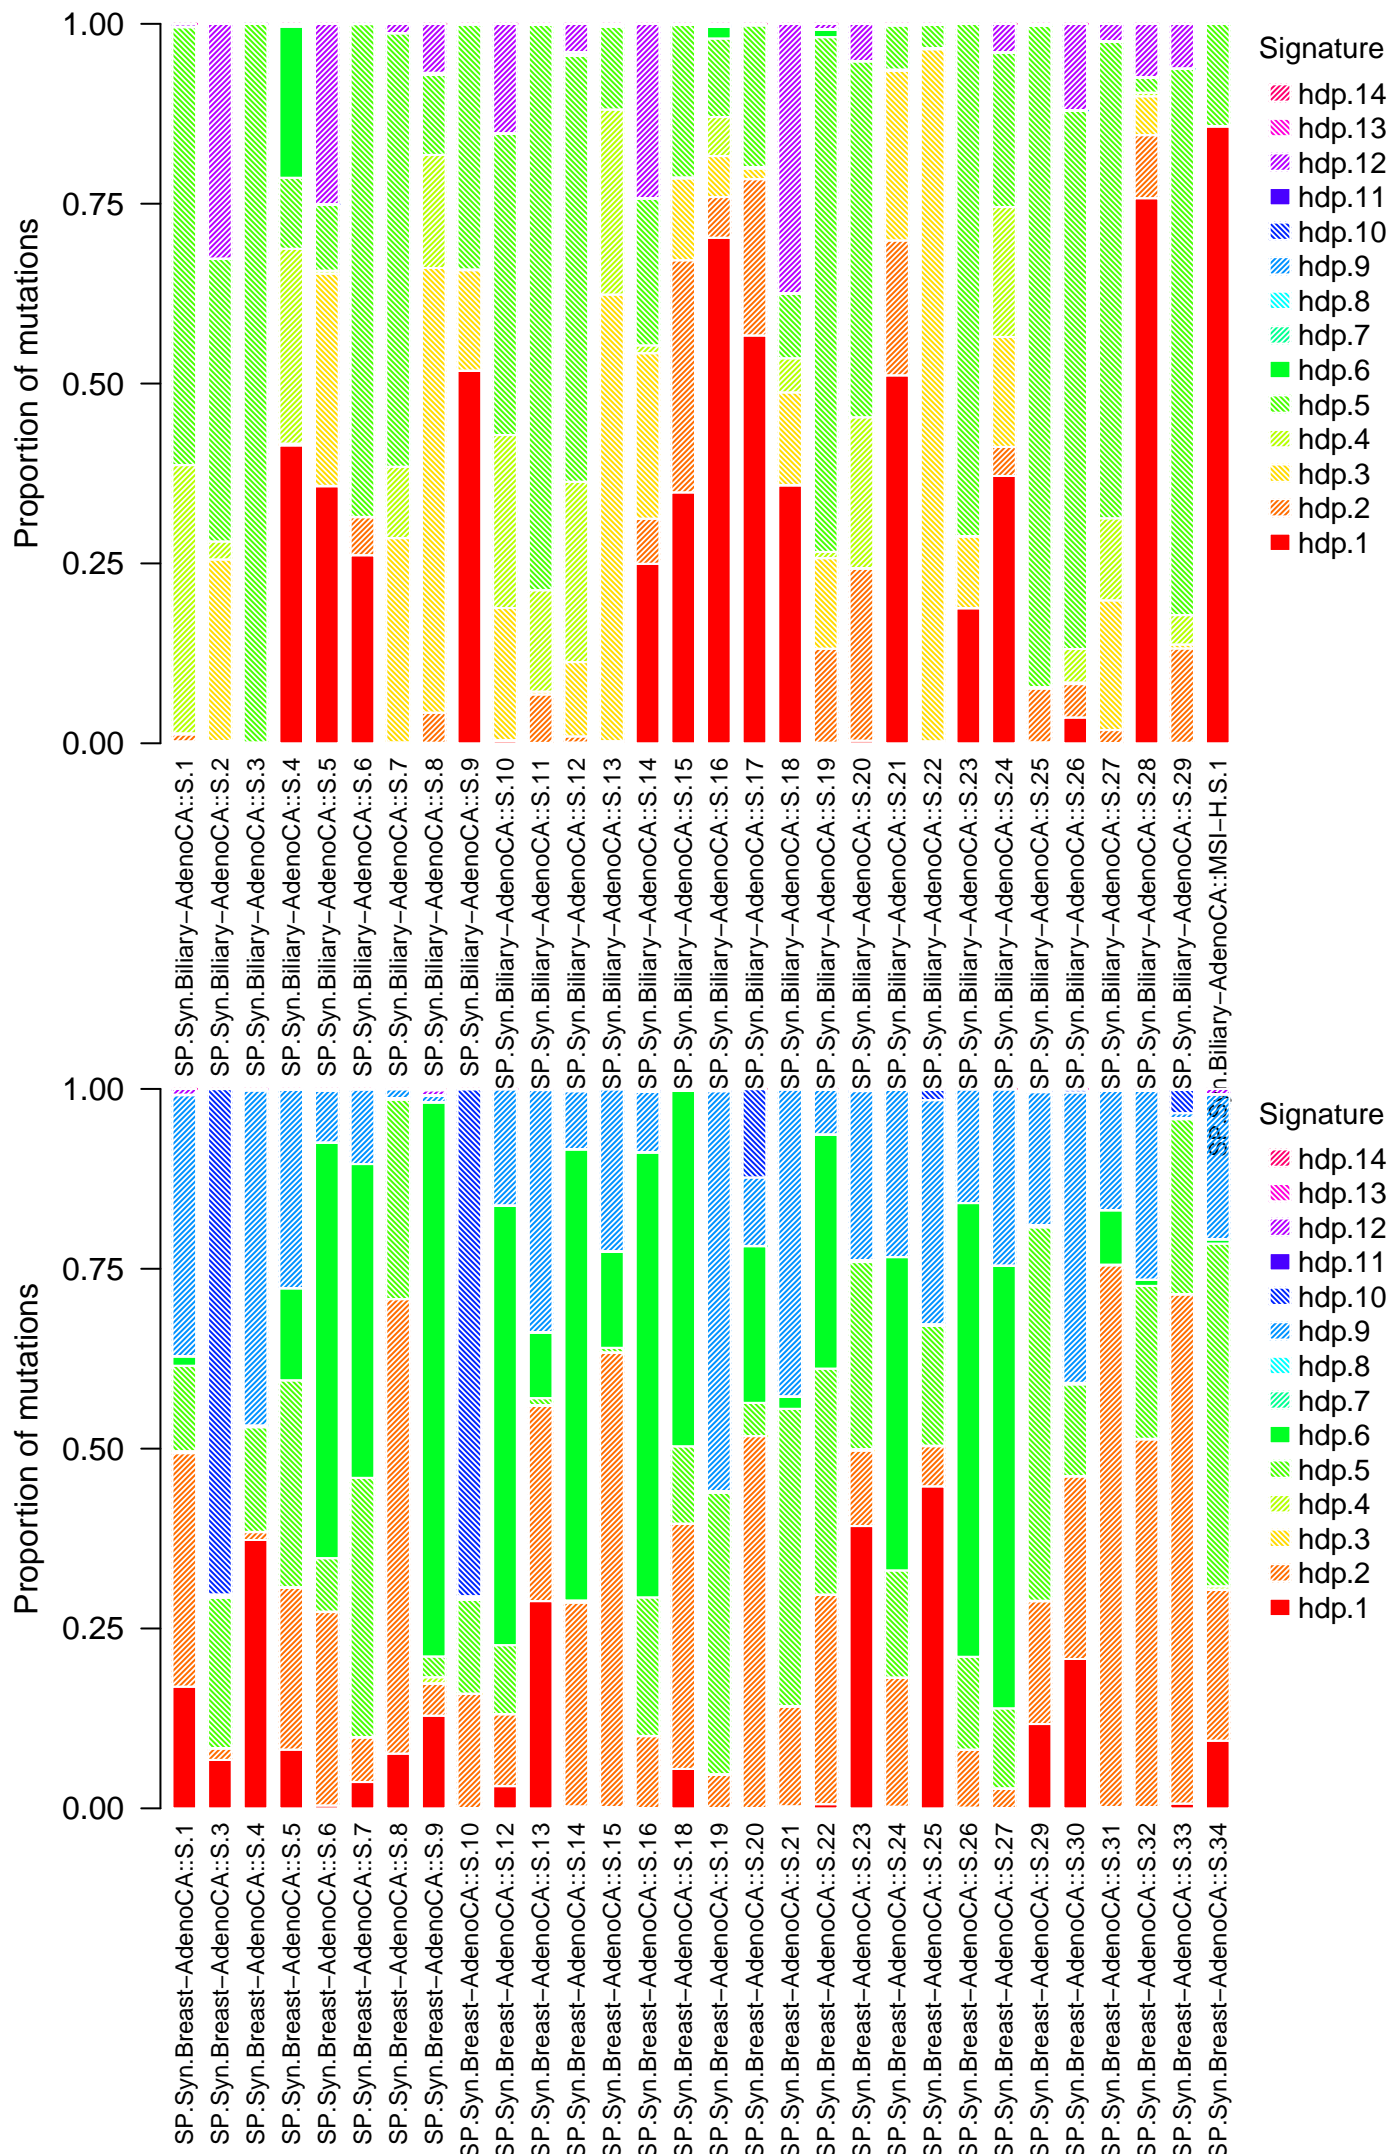 Proportion of mutations
1.00
0.75
0.50
0.25
0.00
SP.Syn.Biliary−AdenoCA::S.1
SP.Syn.Biliary−AdenoCA::S.2
SP.Syn.Biliary−AdenoCA::S.3
SP.Syn.Biliary−AdenoCA::S.4
SP.Syn.Biliary−AdenoCA::S.5
SP.Syn.Biliary−AdenoCA::S.6
SP.Syn.Biliary−AdenoCA::S.7
SP.Syn.Biliary−AdenoCA::S.8
SP.Syn.Biliary−AdenoCA::S.9
SP.Syn.Biliary−AdenoCA::S.10
SP.Syn.Biliary−AdenoCA::S.11
SP.Syn.Biliary−AdenoCA::S.12
SP.Syn.Biliary−AdenoCA::S.13
SP.Syn.Biliary−AdenoCA::S.14
SP.Syn.Biliary−AdenoCA::S.15
SP.Syn.Biliary−AdenoCA::S.16
SP.Syn.Biliary−AdenoCA::S.17
SP.Syn.Biliary−AdenoCA::S.18
SP.Syn.Biliary−AdenoCA::S.19
SP.Syn.Biliary−AdenoCA::S.20
SP.Syn.Biliary−AdenoCA::S.21
SP.Syn.Biliary−AdenoCA::S.22
SP.Syn.Biliary−AdenoCA::S.23
SP.Syn.Biliary−AdenoCA::S.24
SP.Syn.Biliary−AdenoCA::S.25
SP.Syn.Biliary−AdenoCA::S.26
SP.Syn.Biliary−AdenoCA::S.27
SP.Syn.Biliary−AdenoCA::S.28
SP.Syn.Biliary−AdenoCA::S.29
SP.Syn.Biliary−AdenoCA::MSI−H.S.1
Signature
hdp.14
hdp.13
hdp.12
hdp.11
hdp.10
hdp.9
hdp.8
hdp.7
hdp.6
hdp.5
hdp.4
hdp.3
hdp.2
hdp.1
Proportion of mutations
1.00
0.75
0.50
0.25
0.00
SP.Syn.Breast−AdenoCA::S.1
SP.Syn.Breast−AdenoCA::S.3
SP.Syn.Breast−AdenoCA::S.4
SP.Syn.Breast−AdenoCA::S.5
SP.Syn.Breast−AdenoCA::S.6
SP.Syn.Breast−AdenoCA::S.7
SP.Syn.Breast−AdenoCA::S.8
SP.Syn.Breast−AdenoCA::S.9
SP.Syn.Breast−AdenoCA::S.10
SP.Syn.Breast−AdenoCA::S.12
SP.Syn.Breast−AdenoCA::S.13
SP.Syn.Breast−AdenoCA::S.14
SP.Syn.Breast−AdenoCA::S.15
SP.Syn.Breast−AdenoCA::S.16
SP.Syn.Breast−AdenoCA::S.18
SP.Syn.Breast−AdenoCA::S.19
SP.Syn.Breast−AdenoCA::S.20
SP.Syn.Breast−AdenoCA::S.21
SP.Syn.Breast−AdenoCA::S.22
SP.Syn.Breast−AdenoCA::S.23
SP.Syn.Breast−AdenoCA::S.24
SP.Syn.Breast−AdenoCA::S.25
SP.Syn.Breast−AdenoCA::S.26
SP.Syn.Breast−AdenoCA::S.27
SP.Syn.Breast−AdenoCA::S.29
SP.Syn.Breast−AdenoCA::S.30
SP.Syn.Breast−AdenoCA::S.31
SP.Syn.Breast−AdenoCA::S.32
SP.Syn.Breast−AdenoCA::S.33
SP.Syn.Breast−AdenoCA::S.34
Signature
hdp.14
hdp.13
hdp.12
hdp.11
hdp.10
hdp.9
hdp.8
hdp.7
hdp.6
hdp.5
hdp.4
hdp.3
hdp.2
hdp.1